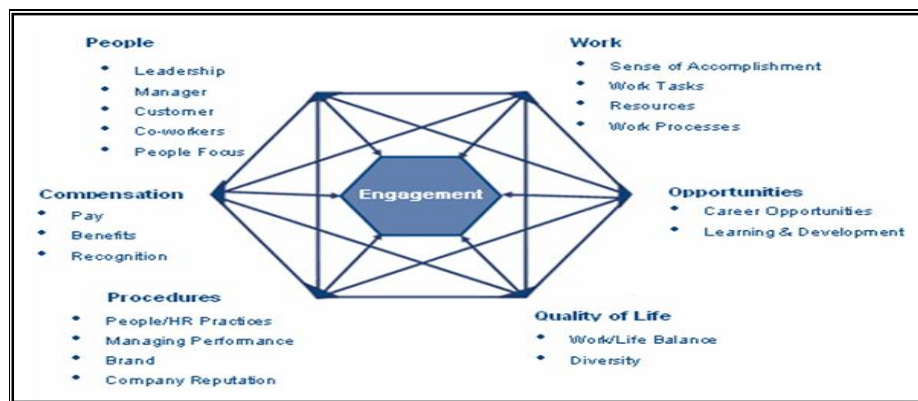 People
• Leadership
• Manager
• Customer
• Co-workers
• People Focus
Work
• Sense of Accomplishment
• Work Tasks
• Resources
• Work Processes
Compensation
• Pay
• Benefits
• Recognition
Engagement
Opportunities
• Career Opportunities
• Learning & Development
Procedures
• People/HR Practices
• Managing Performance
• Brand
• Company Reputation
Quality of Life
• Work/Life Balance
• Diversity